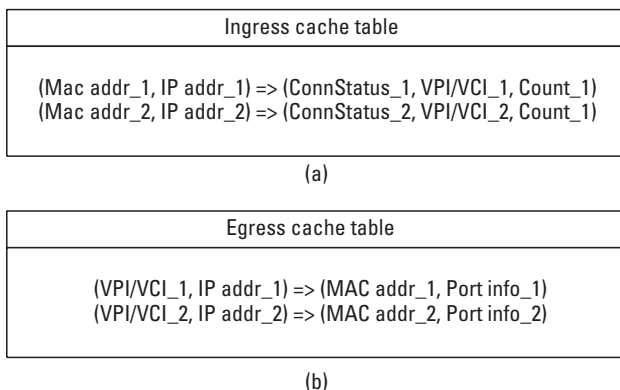 Ingress cache table
(Mac addr_1, IP addr_1) => (ConnStatus_1, VPI/VCI_1, Count_1)
(Mac addr_2, IP addr_2) => (ConnStatus_2, VPI/VCI_2, Count_1)
(a)
Egress cache table
(VPI/VCI_1, IP addr_1) => (MAC addr_1, Port info_1)
(VPI/VCI_2, IP addr_2) => (MAC addr_2, Port info_2)
(b)